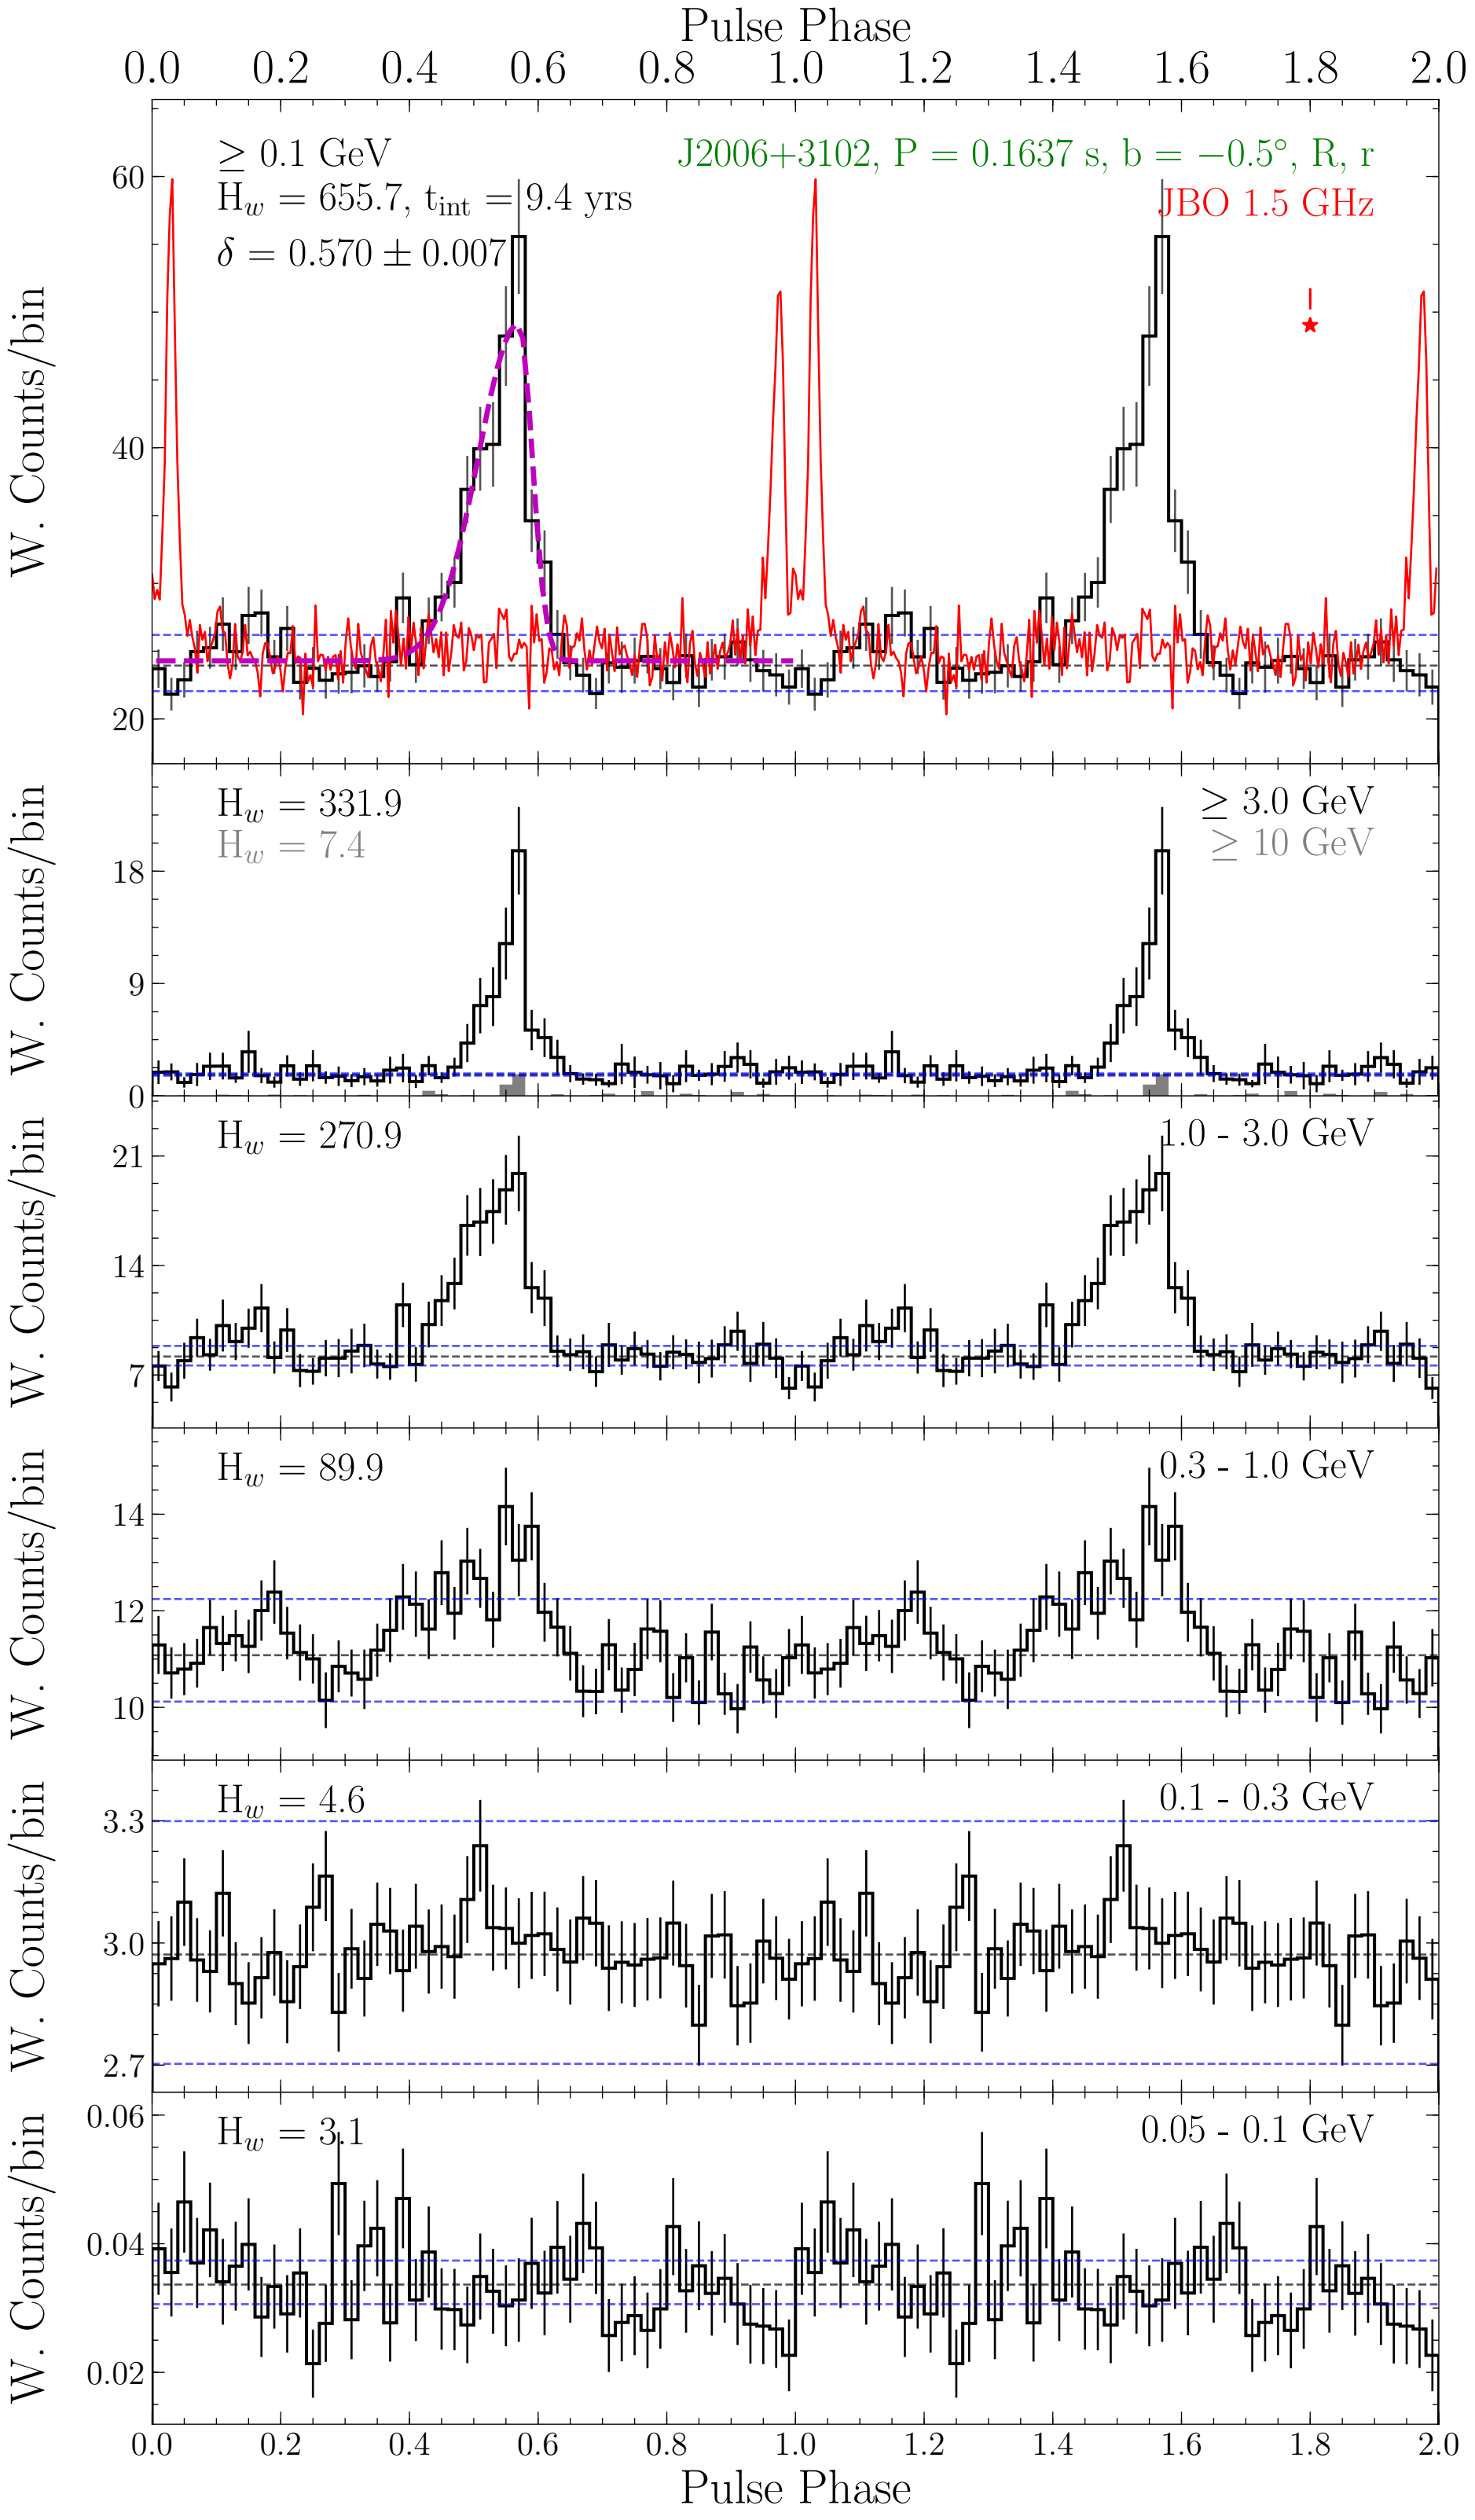 Pulse Phase
0.0 0.2 0.4 0.6 0.8 1.0 1.2 1.4 1.6 1.8 2.0
≥ 0.1 GeV
J2006+3102, P = 0.1637 s, b = −0.5°, R, r
H_w = 655.7, t_int = 9.4 yrs
JBO 1.5 GHz
δ = 0.570 ± 0.007
W. Counts/bin
60
40
20
H_w = 331.9
≥ 3.0 GeV
H_w = 7.4
≥ 10 GeV
W. Counts/bin
18
9
0
H_w = 270.9
1.0 - 3.0 GeV
W. Counts/bin
21
14
7
H_w = 89.9
0.3 - 1.0 GeV
W. Counts/bin
14
12
10
H_w = 4.6
0.1 - 0.3 GeV
W. Counts/bin
3.3
3.0
2.7
H_w = 3.1
0.05 - 0.1 GeV
W. Counts/bin
0.06
0.04
0.02
0.0 0.2 0.4 0.6 0.8 1.0 1.2 1.4 1.6 1.8 2.0
Pulse Phase